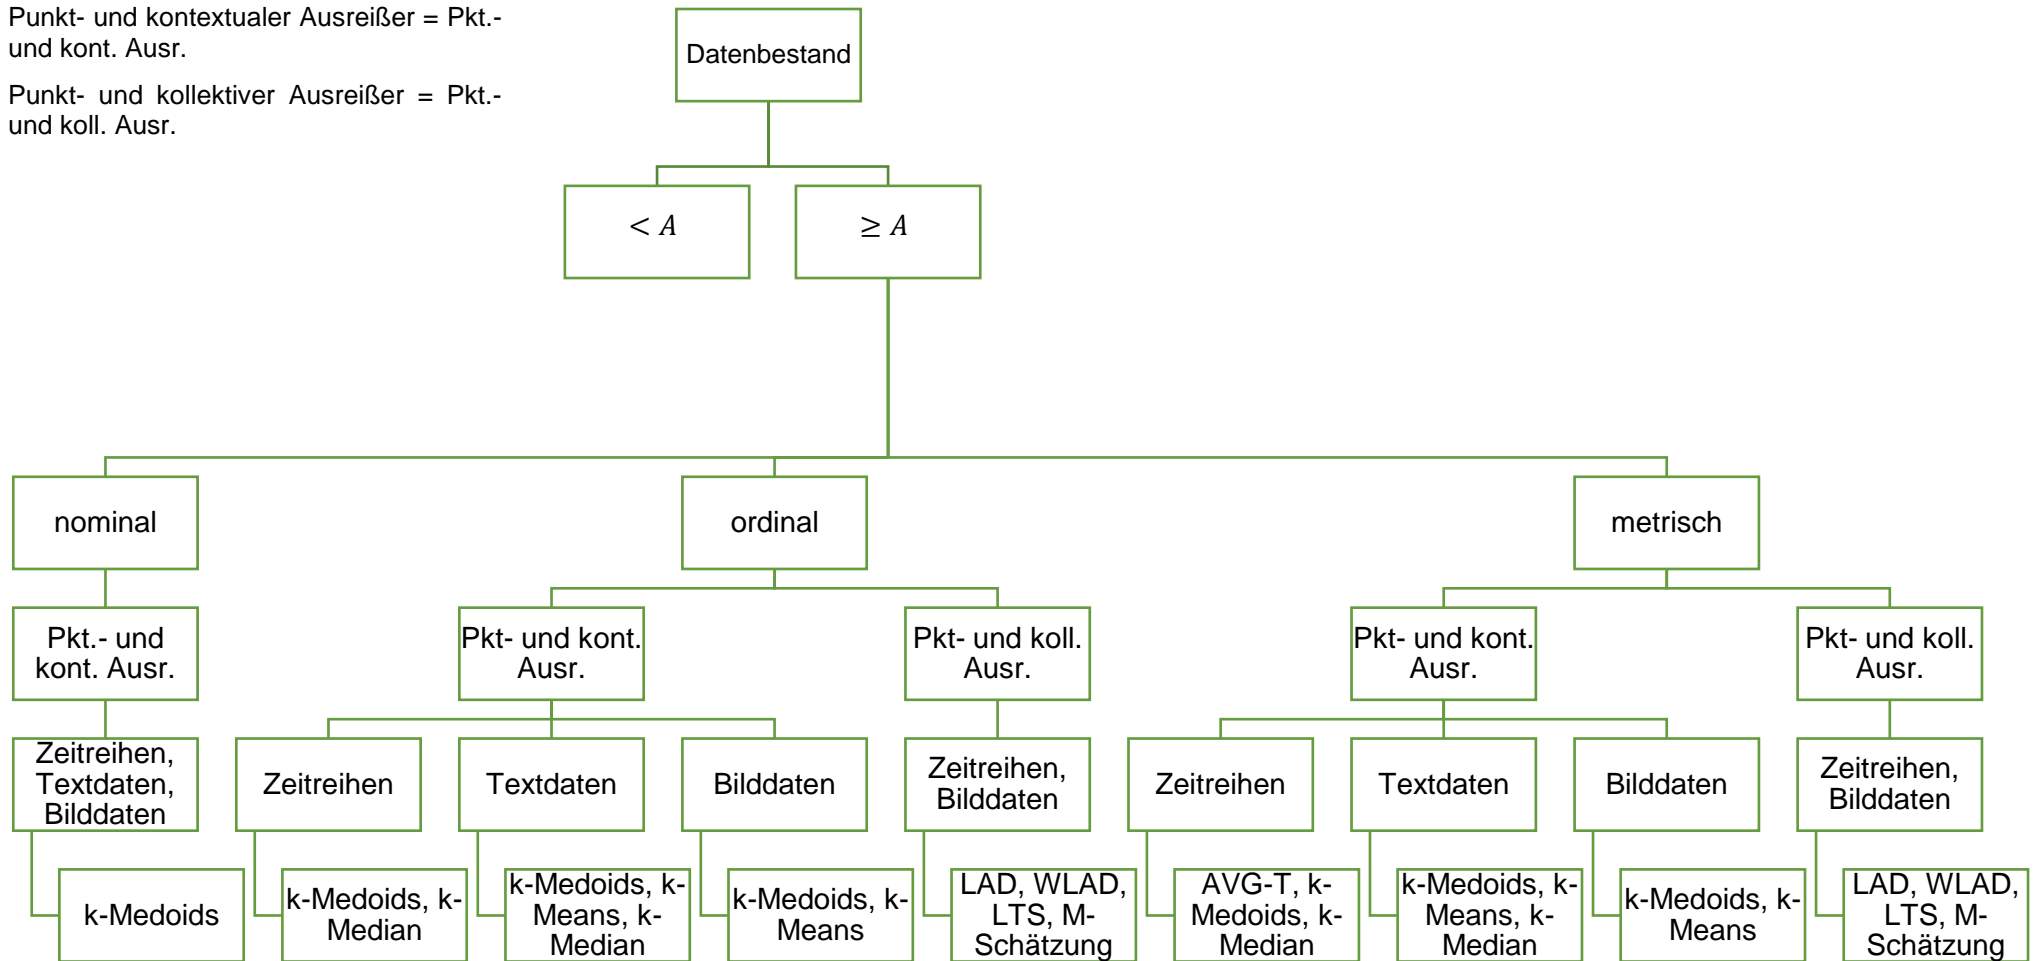 Punkt- und kontextualer Ausreißer = Pkt.-
und kont. Ausr.
Punkt- und kollektiver Ausreißer = Pkt.-
und koll. Ausr.
Datenbestand
< A
≥ A
nominal
ordinal
metrisch
Pkt.- und
kont. Ausr.
Pkt- und kont.
Ausr.
Pkt- und koll.
Ausr.
Pkt- und kont.
Ausr.
Pkt- und koll.
Ausr.
Zeitreihen,
Textdaten,
Bilddaten
Zeitreihen
Textdaten
Bilddaten
Zeitreihen,
Bilddaten
Zeitreihen
Textdaten
Bilddaten
Zeitreihen,
Bilddaten
k-Medoids
k-Medoids, k-
Median
k-Medoids, k-
Means, k-
Median
k-Medoids, k-
Means
LAD, WLAD,
LTS, M-
Schätzung
AVG-T, k-
Medoids, k-
Median
k-Medoids, k-
Means, k-
Median
k-Medoids, k-
Means
LAD, WLAD,
LTS, M-
Schätzung